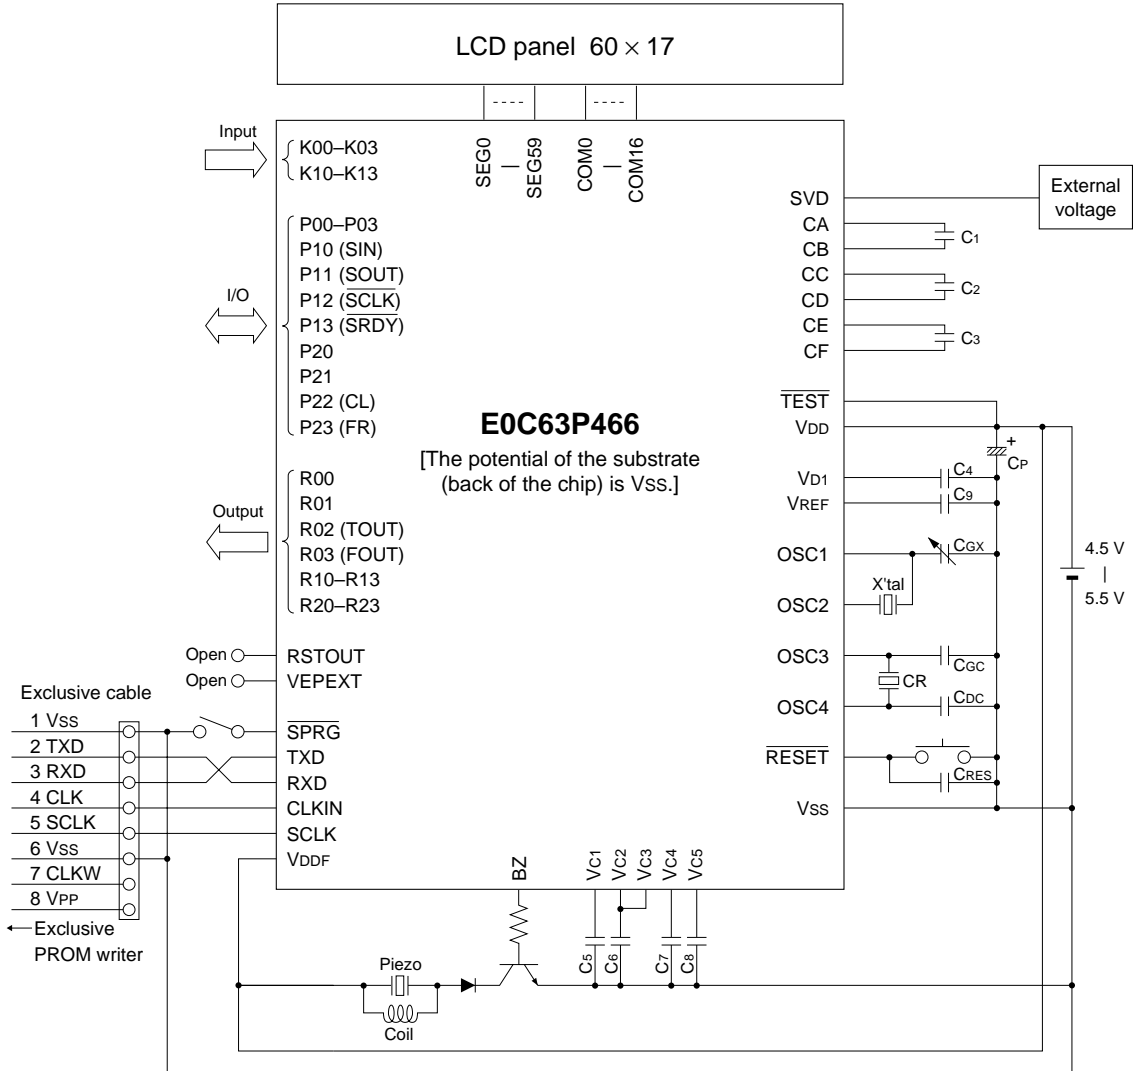 LCD panel 60 × 17
Input
K00–K03
K10–K13
SEG0
SEG59
COM0
COM16
I/O
P00–P03
P10 (SIN)
P11 (SOUT)
P12 (SCLK)
P13 (SRDY)
P20
P21
P22 (CL)
P23 (FR)
Output
R00
R01
R02 (TOUT)
R03 (FOUT)
R10–R13
R20–R23
E0C63P466
[The potential of the substrate
(back of the chip) is VSS.]
SVD
External
voltage
CA
CB
C1
CC
CD
C2
CE
CF
C3
TEST
VDD
+
CP
VD1
C4
VREF
C9
OSC1
CGX
X'tal
OSC2
4.5 V
|
5.5 V
OSC3
CGC
CR
OSC4
CDC
RESET
CRES
VSS
Open
RSTOUT
Open
VEPEXT
Exclusive cable
1 VSS
2 TXD
3 RXD
4 CLK
5 SCLK
6 VSS
7 CLKW
8 VPP
Exclusive
PROM writer
SPRG
TXD
RXD
CLKIN
SCLK
VDDF
BZ
VC1
VC2
VC3
VC4
VC5
C5
C6
C7
C8
Piezo
Coil